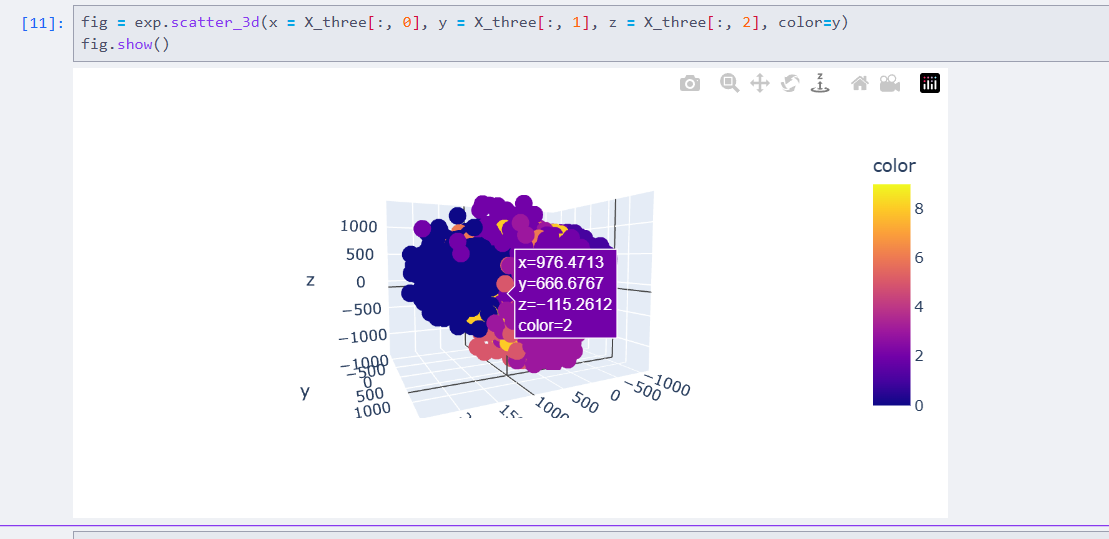 [11]:
fig = exp.scatter_3d(x = X_three[:, 0], y = X_three[:, 1], z = X_three[:, 2], color=y)
fig.show()
z
color
1000
500
z
0
−500
−1000
8
6
4
2
0
x=976.4713
y=666.6767
z=−115.2612
color=2
−1000
−500
0
500
1000
y
1000
500
0
−500
−1000